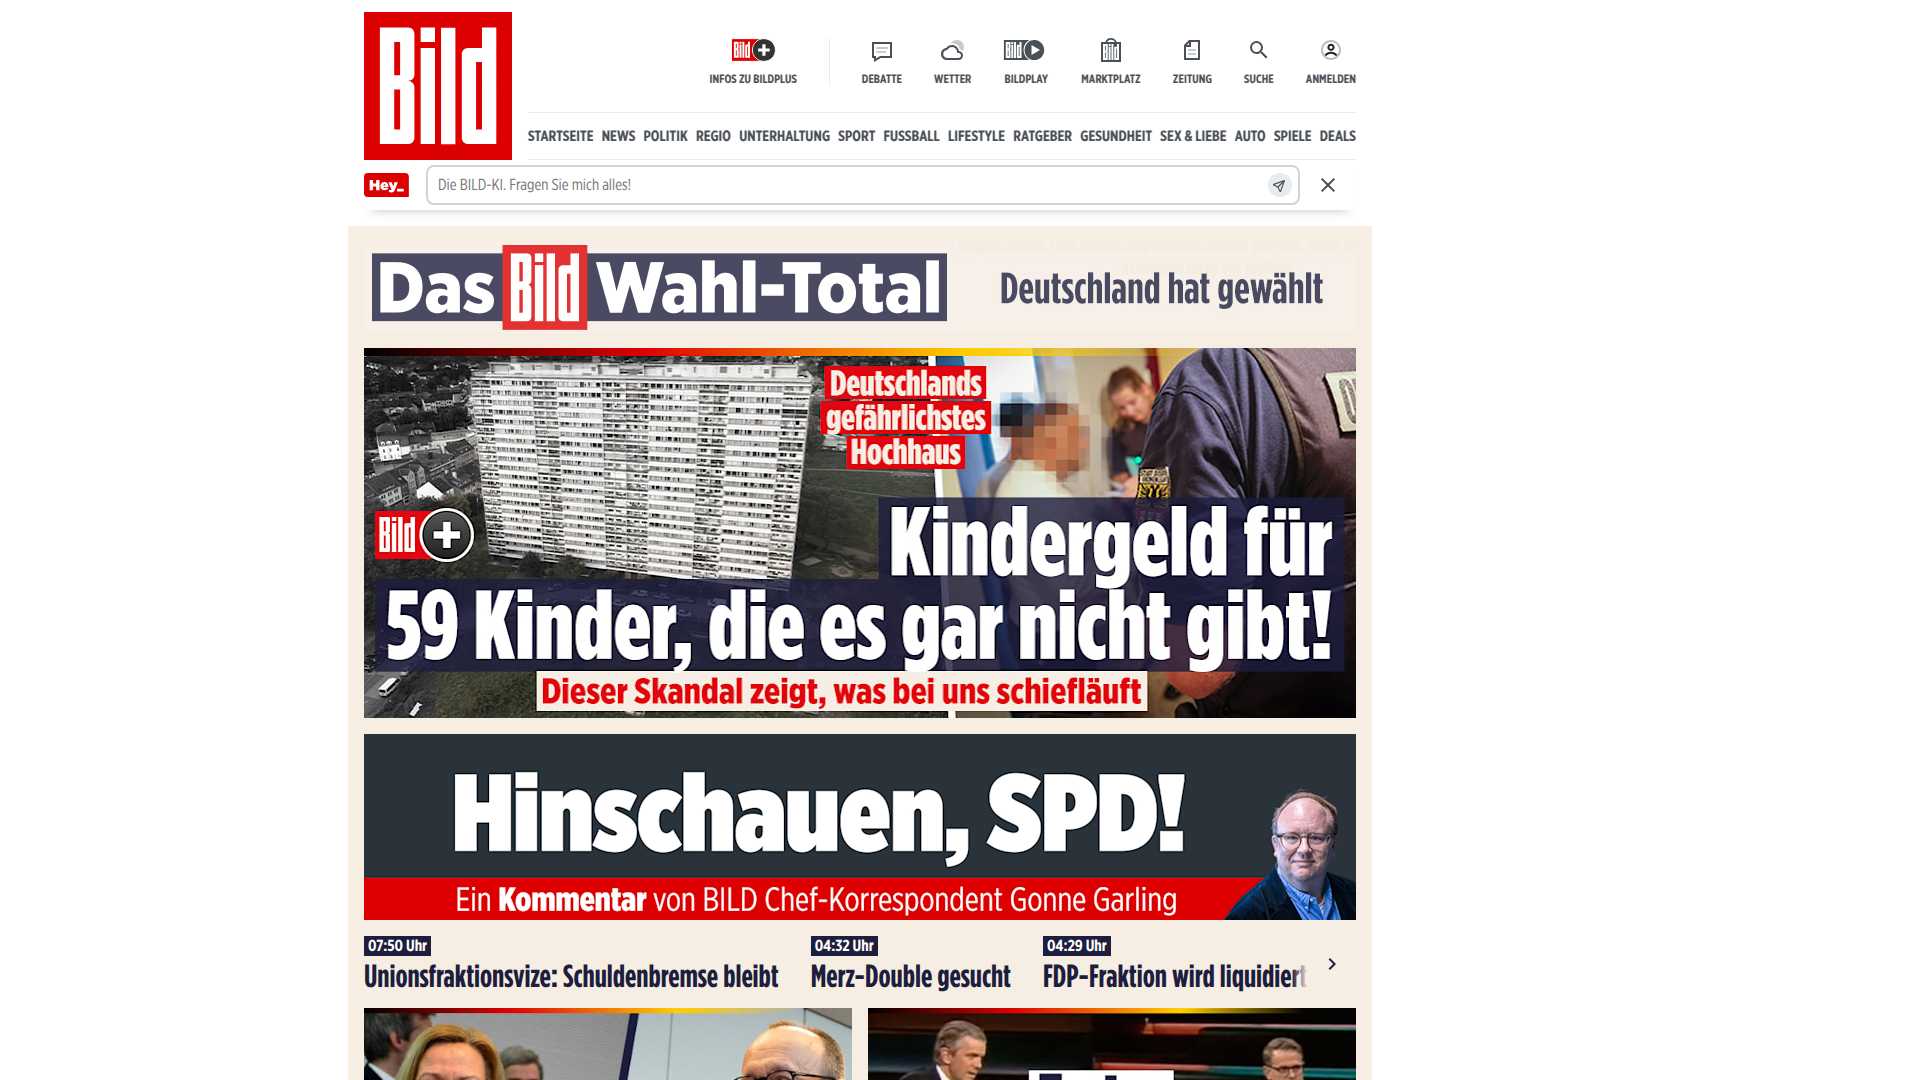 Bild
Bild
INFOS ZU BILDPLUS
DEBATTE
WETTER
Bild
BILDPLAY
Bild
MARKTPLATZ
ZEITUNG
SUCHE
ANMELDEN
STARTSEITE NEWS POLITIK REGIO UNTERHALTUNG SPORT FUSSBALL LIFESTYLE RATGEBER GESUNDHEIT SEX & LIEBE AUTO SPIELE DEALS
Hey_
Die BILD-KI. Fragen Sie mich alles!
Das Bild Wahl-Total
Deutschland hat gewählt
Deutschlands
gefährlichstes
Hochhaus
Bild
Kindergeld für
59 Kinder, die es gar nicht gibt!
Dieser Skandal zeigt, was bei uns schiefläuft
Hinschauen, SPD!
Ein Kommentar von BILD Chef-Korrespondent Gonne Garling
07:50 Uhr
Unionsfraktionsvize: Schuldenbremse bleibt
04:32 Uhr
Merz-Double gesucht
04:29 Uhr
FDP-Fraktion wird liquidiert